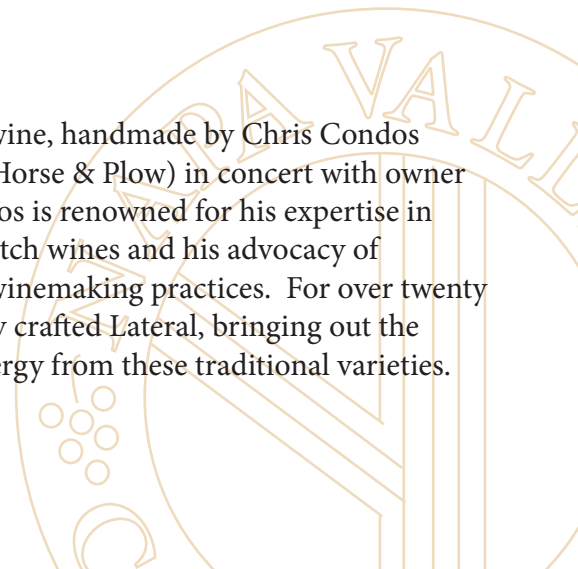 wine, handmade by Chris Condos
Horse & Plow) in concert with owner
os is renowned for his expertise in
tch wines and his advocacy of
winemaking practices.  For over twenty
y crafted Lateral, bringing out the
ergy from these traditional varieties.
NAPA VALL
C